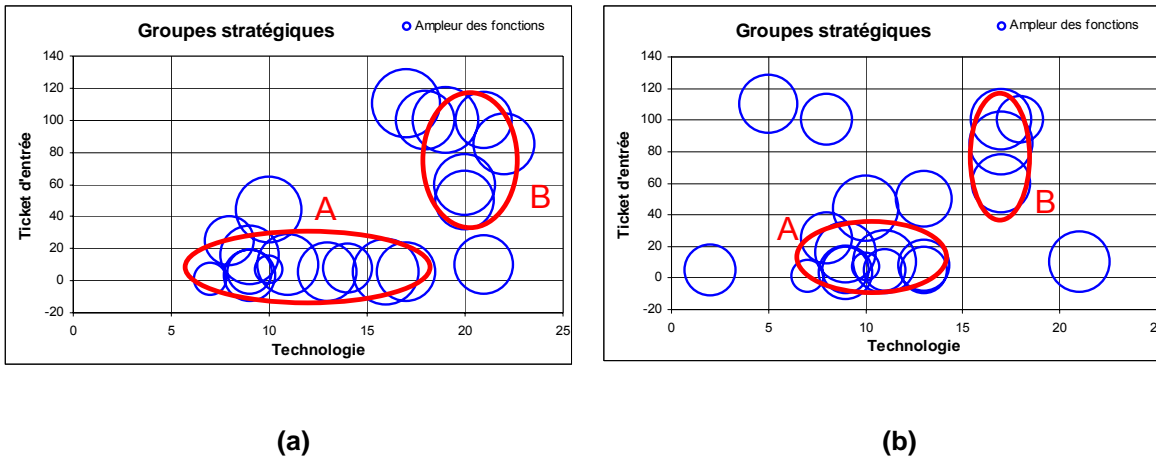 Groupes stratégiques
Ampleur des fonctions
140
120
100
80
60
40
20
0
-20
0
5
10
15
20
25
Ticket d'entrée
Technologie
A
B
(a)
Groupes stratégiques
Ampleur des fonctions
140
120
100
80
60
40
20
0
-20
0
5
10
15
20
Ticket d'entrée
Technologie
A
B
(b)